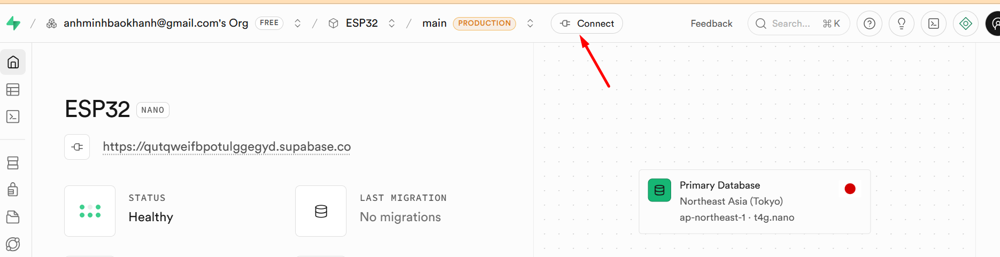 anhminhbaokhanh@gmail.com's Org FREE / ESP32 / main PRODUCTION Connect Feedback Search... ⌘ K
ESP32 NANO
https://qutqweifbpotulggegyd.supabase.co
STATUS
Healthy
LAST MIGRATION
No migrations
Primary Database
Northeast Asia (Tokyo)
ap-northeast-1 · t4g.nano